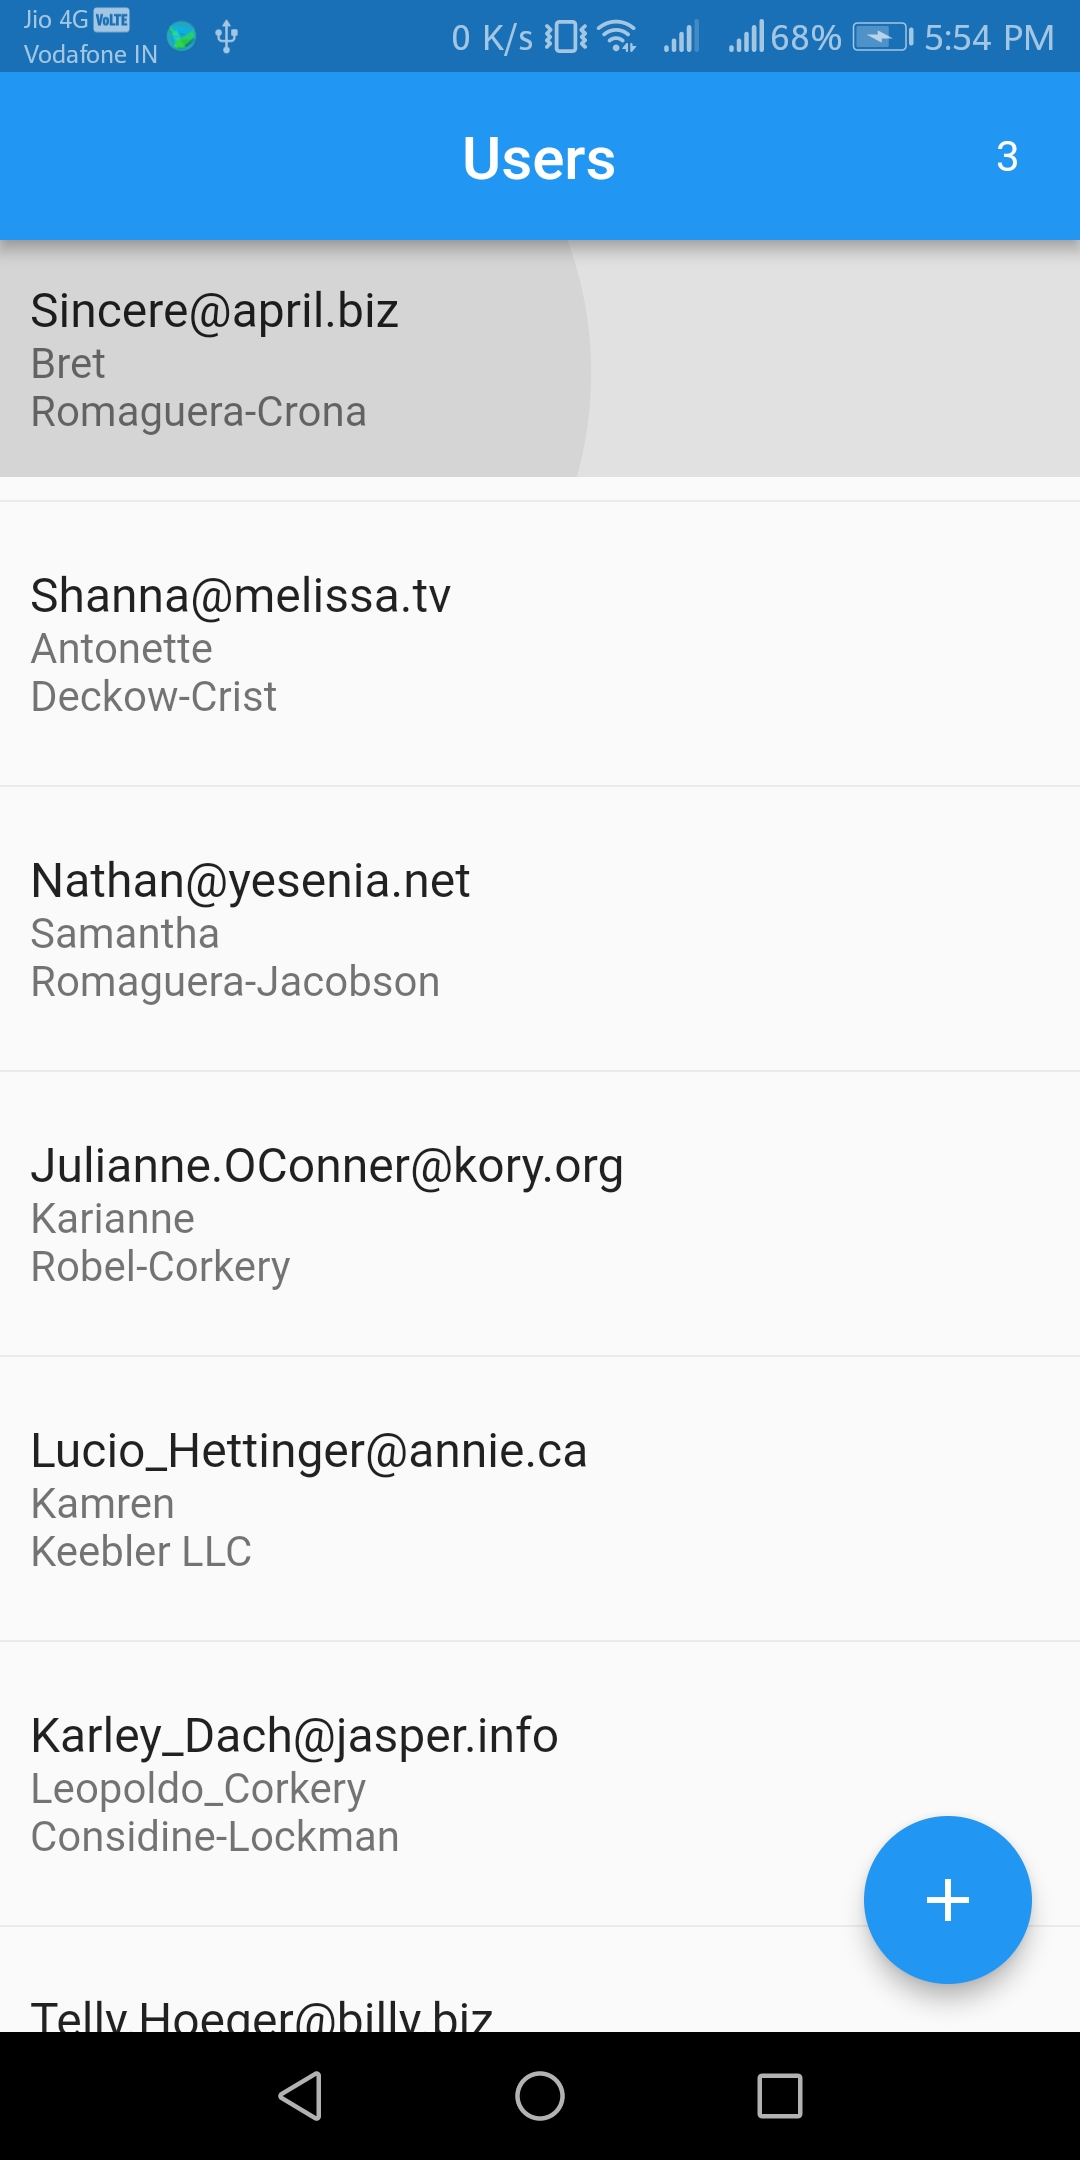 Jio 4G VoLTE
Vodafone IN
0 K/s 68% 5:54 PM
Users
3
Sincere@april.biz
Bret
Romaguera-Crona
Shanna@melissa.tv
Antonette
Deckow-Crist
Nathan@yesenia.net
Samantha
Romaguera-Jacobson
Julianne.OConner@kory.org
Karianne
Robel-Corkery
Lucio_Hettinger@annie.ca
Kamren
Keebler LLC
Karley_Dach@jasper.info
Leopoldo_Corkery
Considine-Lockman
Telly.Hoeger@billy.biz